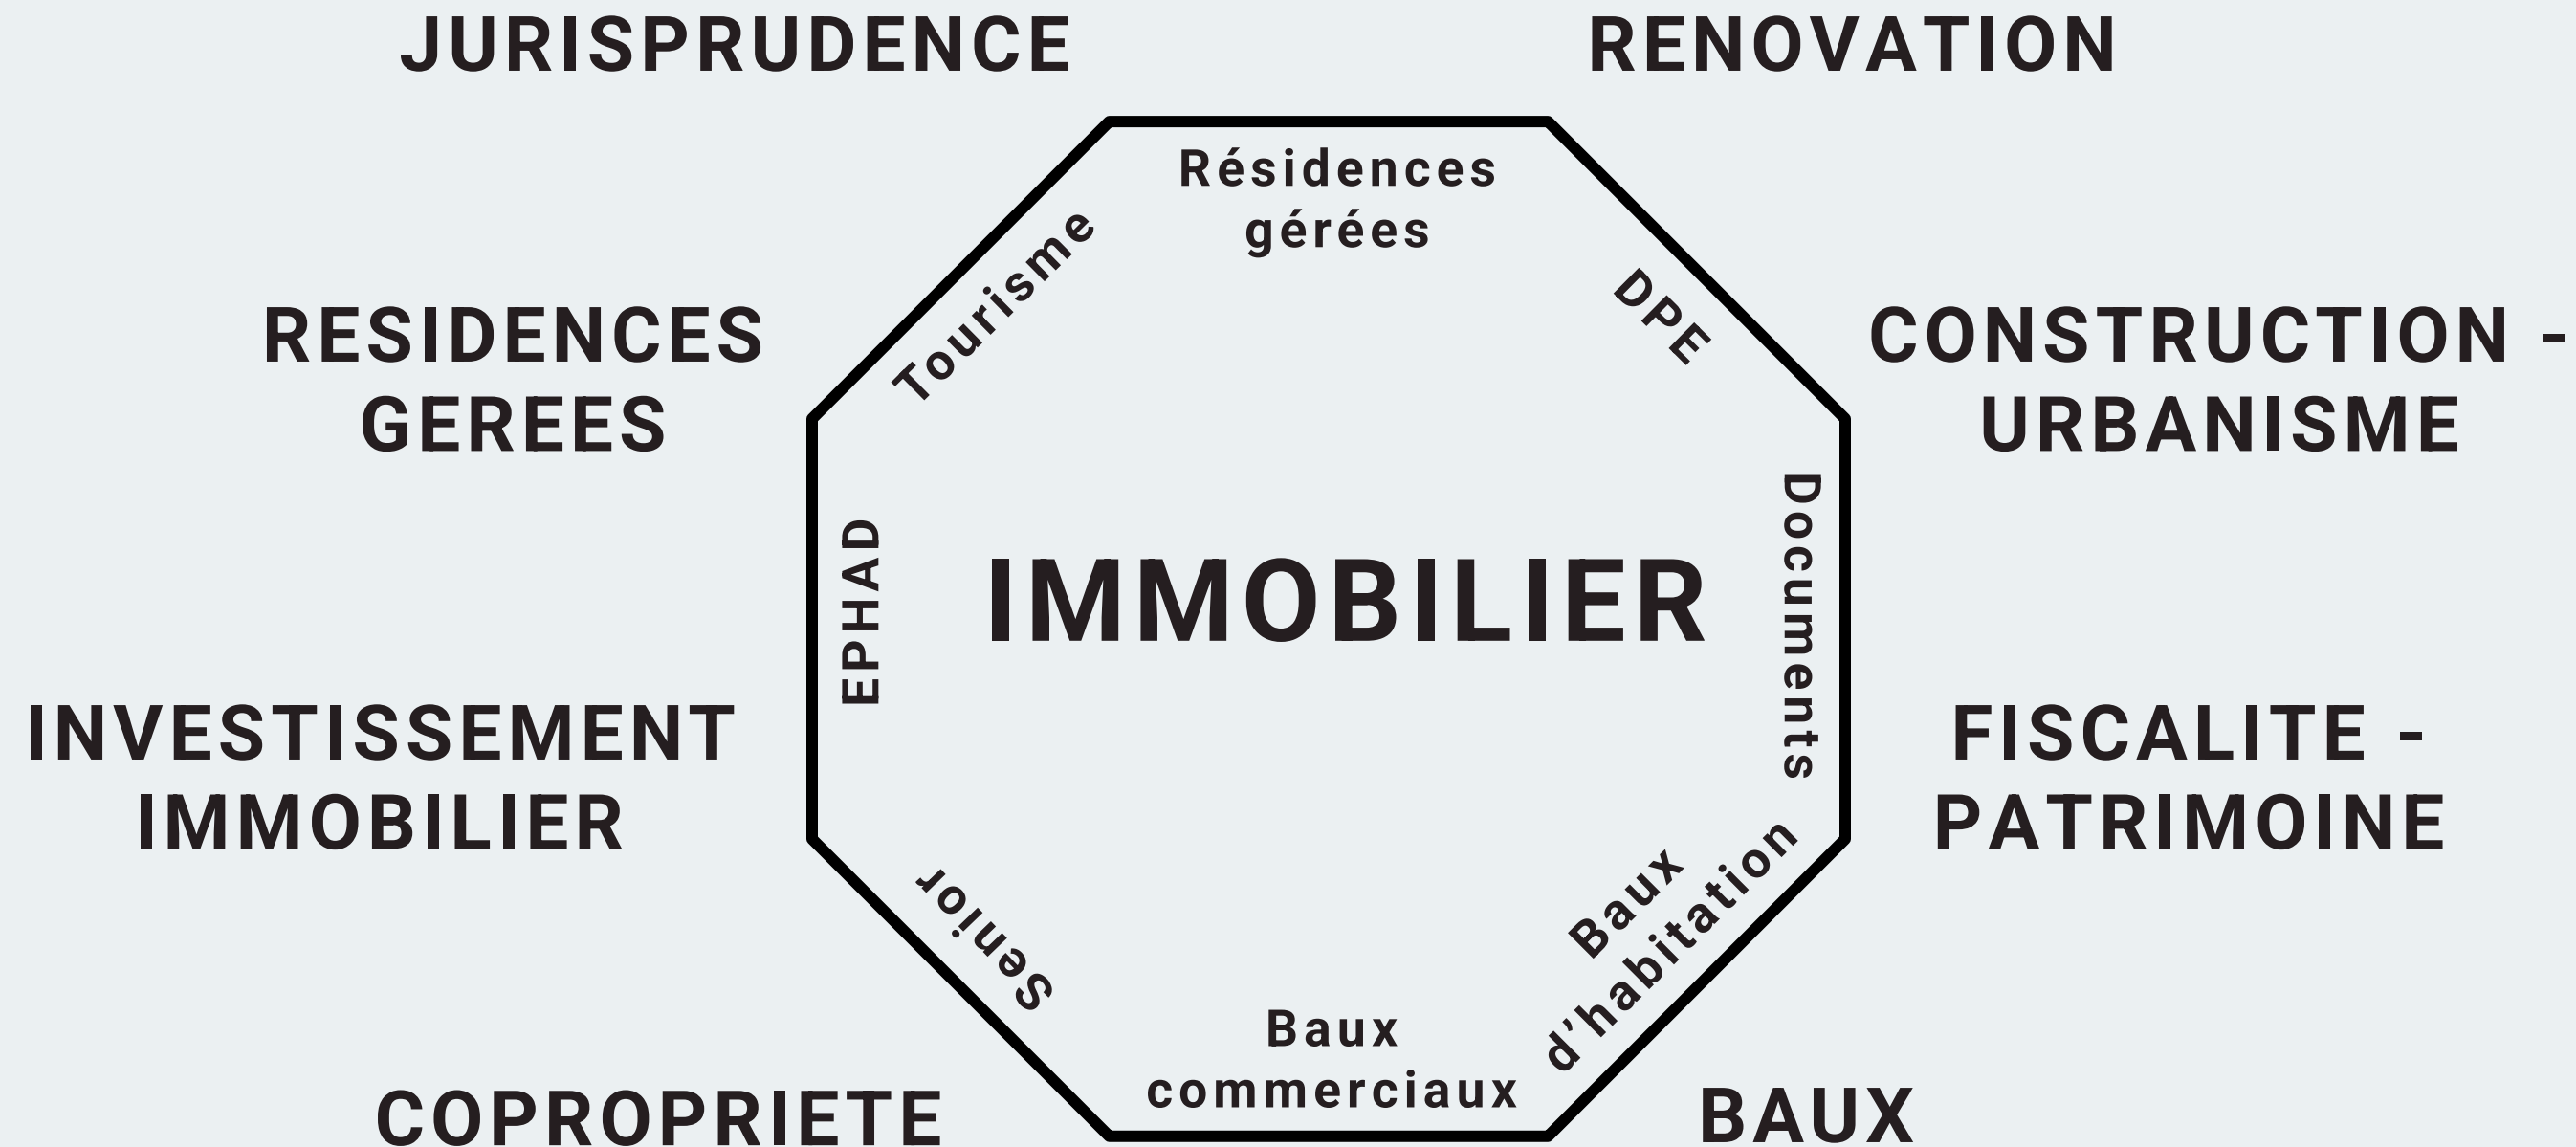 JURISPRUDENCE
RENOVATION
Résidences
gérées
Tourisme
DPE
RESIDENCES
GEREES
CONSTRUCTION -
URBANISME
EPHAD
IMMOBILIER
Documents
INVESTISSEMENT
IMMOBILIER
FISCALITE -
PATRIMOINE
Senior
Baux
d'habitation
Baux
commerciaux
COPROPRIETE
BAUX